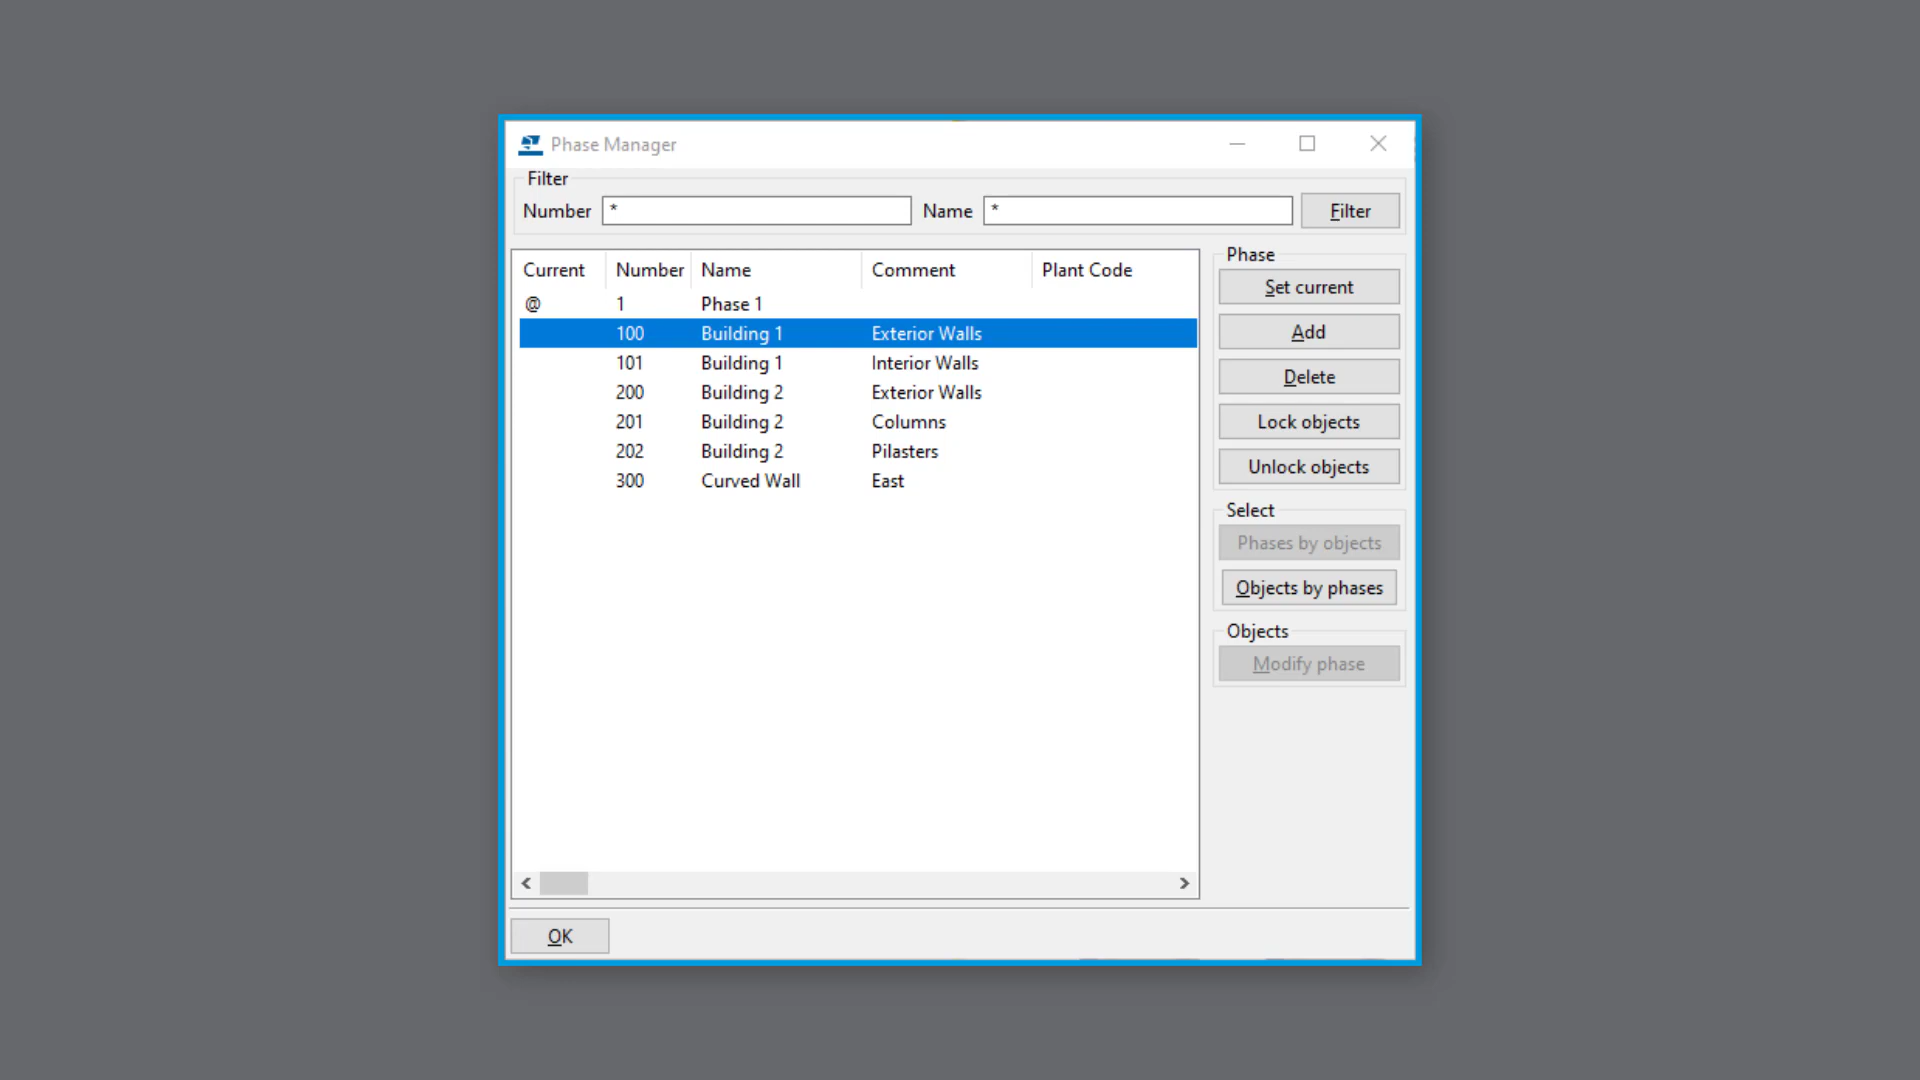 Phase Manager
Filter
Number * Name * Filter
Current Number Name Comment Plant Code
@ 1 Phase 1
100 Building 1 Exterior Walls
101 Building 1 Interior Walls
200 Building 2 Exterior Walls
201 Building 2 Columns
202 Building 2 Pilasters
300 Curved Wall East
Phase
Set current
Add
Delete
Lock objects
Unlock objects
Select
Phases by objects
Objects by phases
Objects
Modify phase
OK